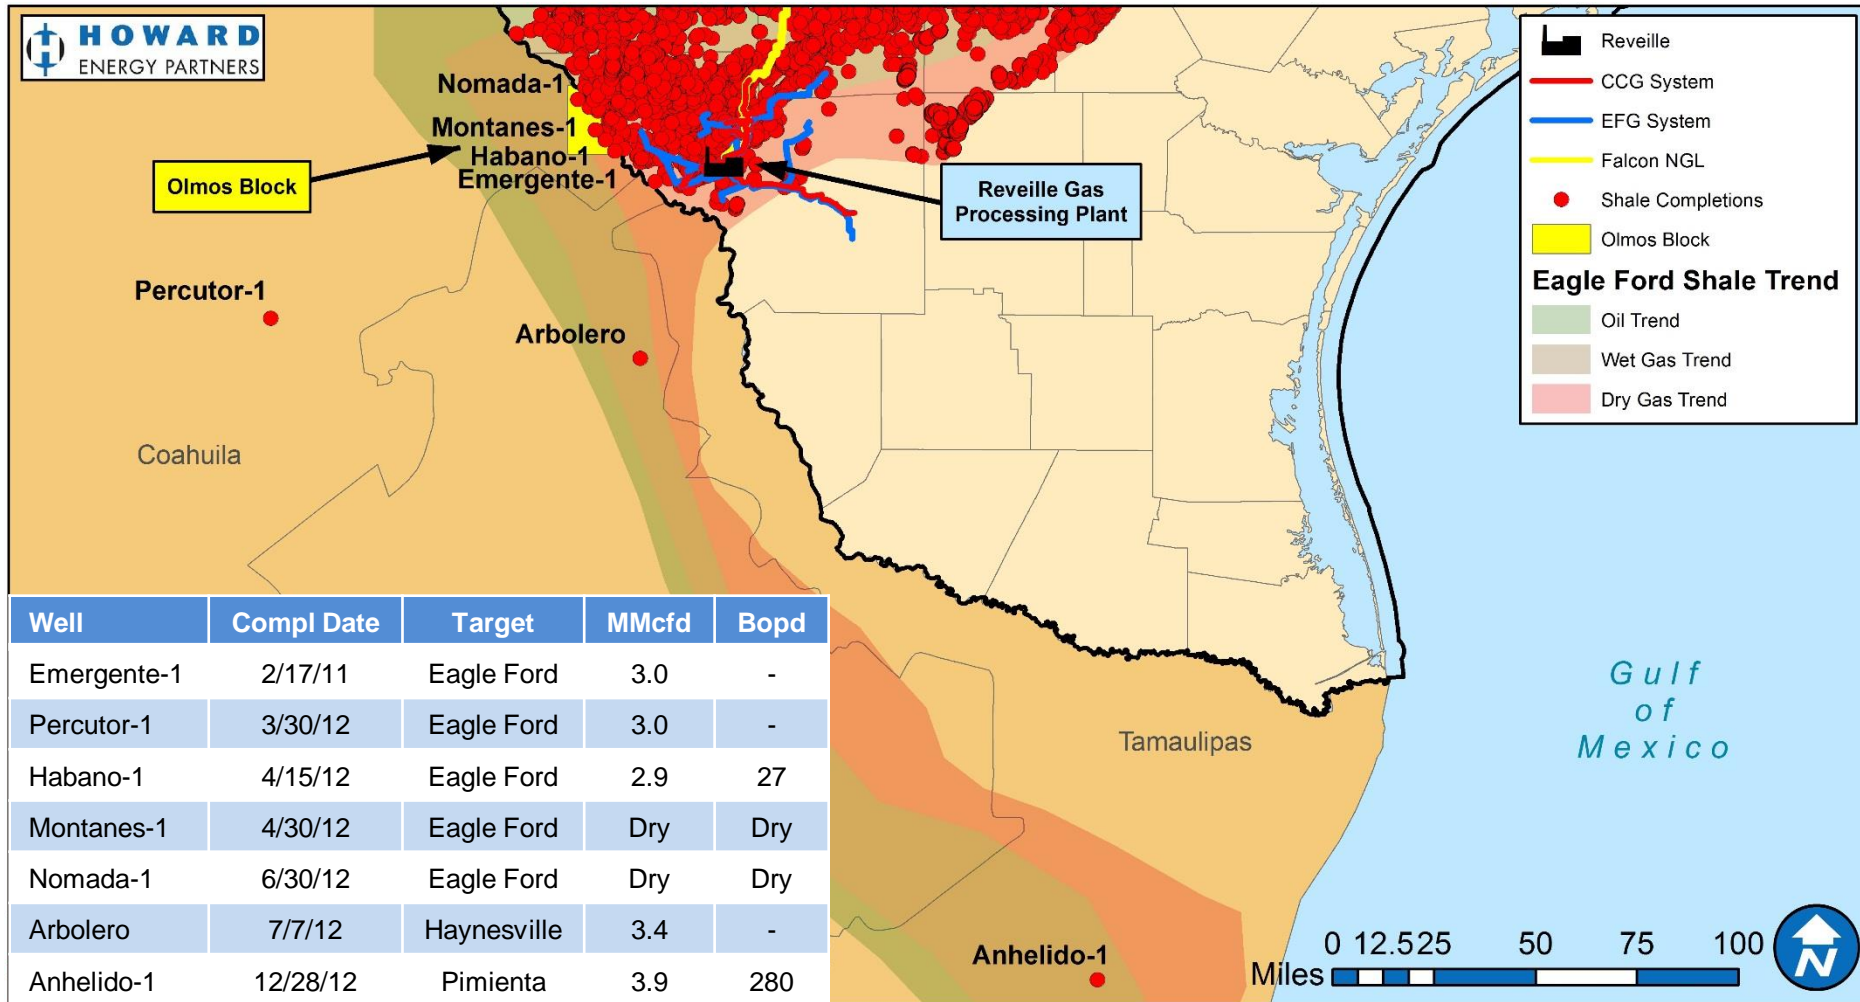 HOWARD
ENERGY PARTNERS
Nomada-1
Montanes-1
Habano-1
Emergente-1
Olmos Block
Reveille Gas
Processing Plant
Percutor-1
Arbolero
Coahuila
Tamaulipas
Anhelido-1
Gulf
of
Mexico
Reveille
CCG System
EFG System
Falcon NGL
Shale Completions
Olmos Block
Eagle Ford Shale Trend
Oil Trend
Wet Gas Trend
Dry Gas Trend
Well Compl Date Target MMcfd Bopd
Emergente-1 2/17/11 Eagle Ford 3.0 -
Percutor-1 3/30/12 Eagle Ford 3.0 -
Habano-1 4/15/12 Eagle Ford 2.9 27
Montanes-1 4/30/12 Eagle Ford Dry Dry
Nomada-1 6/30/12 Eagle Ford Dry Dry
Arbolero 7/7/12 Haynesville 3.4 -
Anhelido-1 12/28/12 Pimienta 3.9 280
0 12.5 25 50 75 100
Miles
N